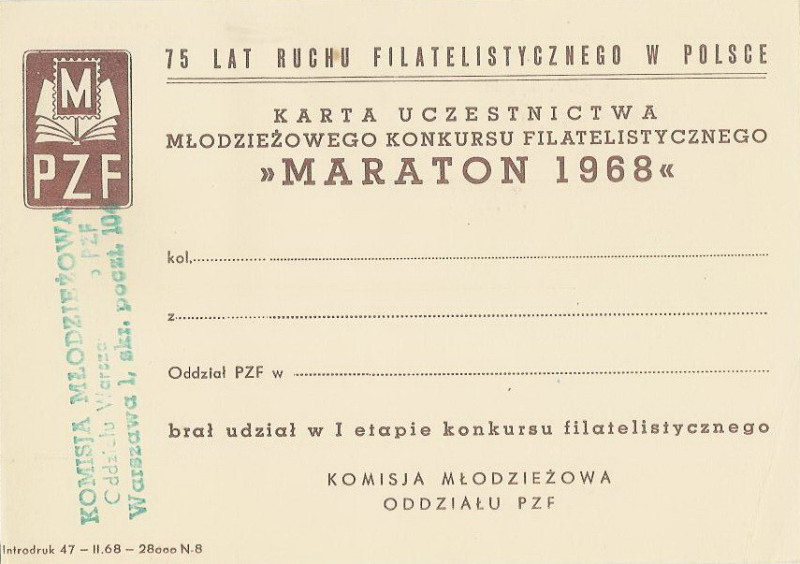 75 LAT RUCHU FILATELISTYCZNEGO W POLSCE
M
PZF
KARTA UCZESTNICTWA
MŁODZIEŻOWEGO KONKURSU FILATELISTYCZNEGO
»MARATON 1968«
kol,
z
Oddział PZF w
brał udział w I etapie konkursu filatelistycznego
KOMISJA MŁODZIEŻOWA
ODDZIAŁU PZF
KOMISJA MŁODZIEŻOWA
Oddziału PZF
Warszawa 1, skr. poczt. 104
Introdruk 47 – II.68 – 28000 N-8